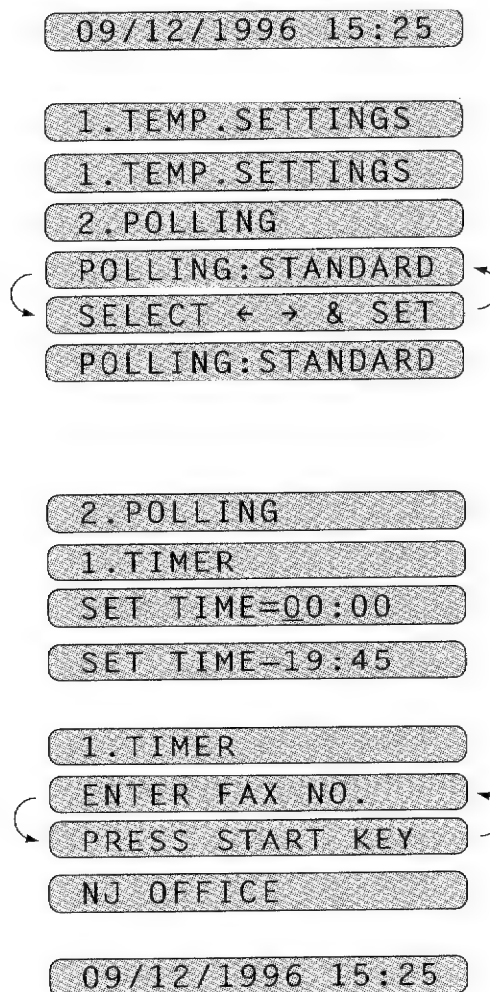 09/12/1996 15:25
1.TEMP.SETTINGS
1.TEMP.SETTINGS
2.POLLING
POLLING:STANDARD
SELECT ← → & SET
POLLING:STANDARD
2.POLLING
1.TIMER
SET TIME=00:00
SET TIME=19:45
1.TIMER
ENTER FAX NO.
PRESS START KEY
NJ OFFICE
09/12/1996 15:25